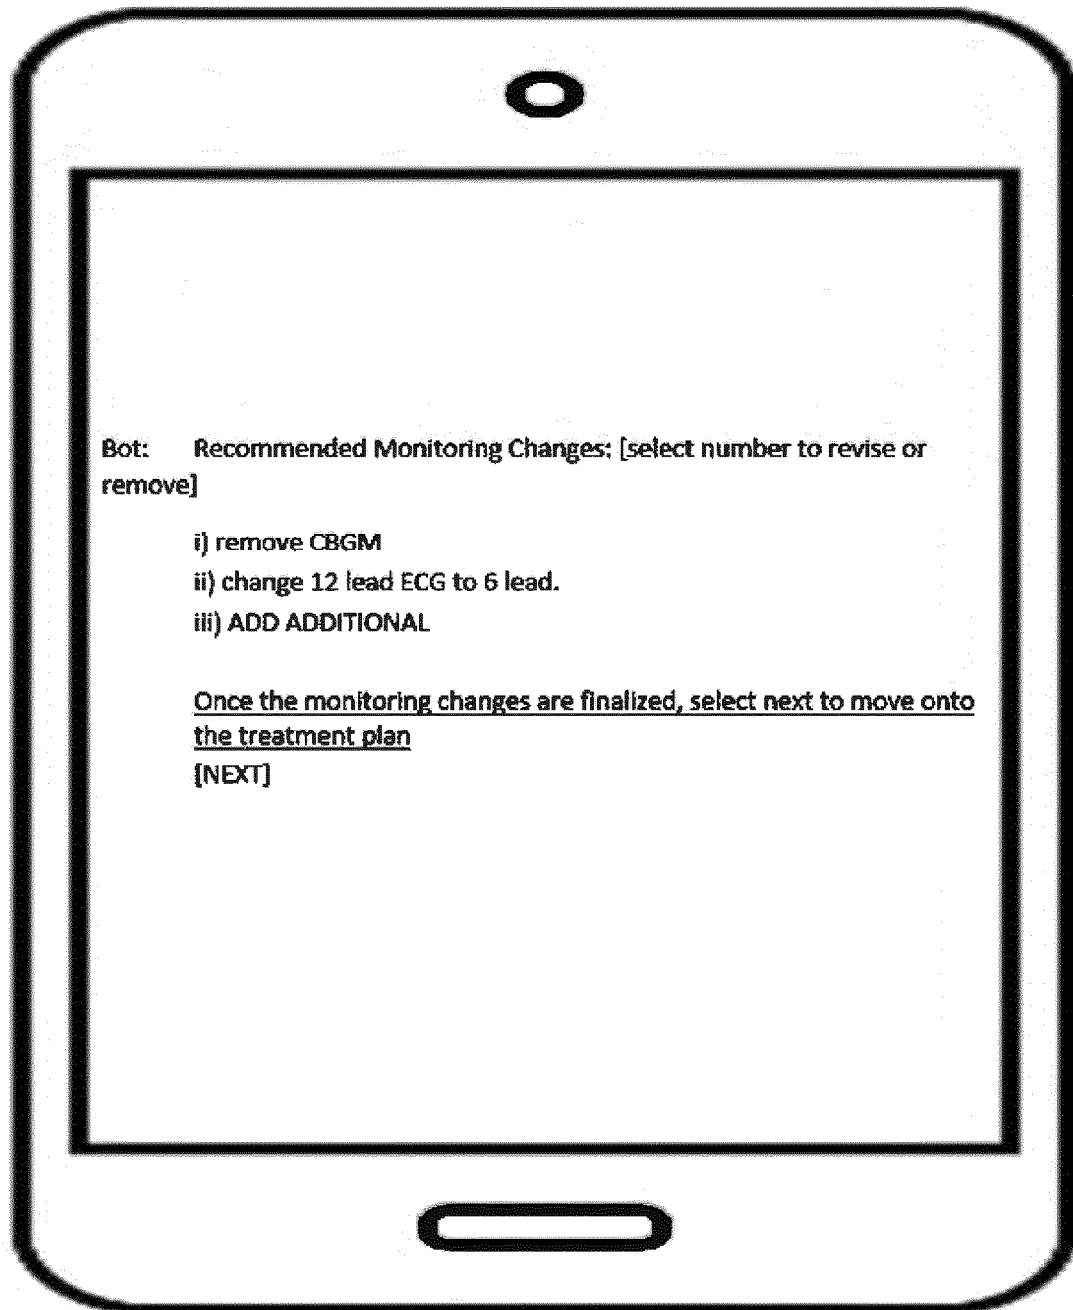 Bot: Recommended Monitoring Changes: [select number to revise or
remove]
i) remove CBGM
ii) change 12 lead ECG to 6 lead.
iii) ADD ADDITIONAL
Once the monitoring changes are finalized, select next to move onto
the treatment plan
[NEXT]